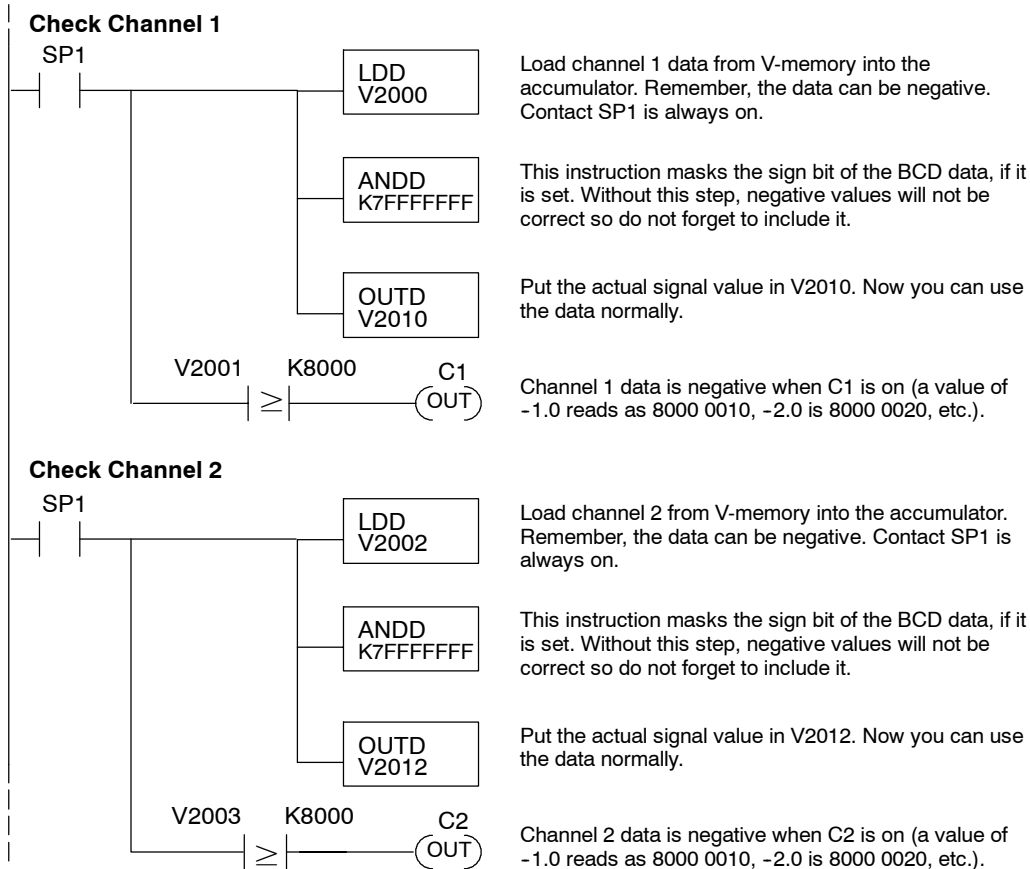 Check Channel 1
SP1
LDD
V2000
Load channel 1 data from V-memory into the
accumulator. Remember, the data can be negative.
Contact SP1 is always on.
ANDD
K7FFFFFFF
This instruction masks the sign bit of the BCD data, if it
is set. Without this step, negative values will not be
correct so do not forget to include it.
OUTD
V2010
Put the actual signal value in V2010. Now you can use
the data normally.
V2001 K8000 C1
≥ OUT
Channel 1 data is negative when C1 is on (a value of
-1.0 reads as 8000 0010, -2.0 is 8000 0020, etc.).
Check Channel 2
SP1
LDD
V2002
Load channel 2 from V-memory into the accumulator.
Remember, the data can be negative. Contact SP1 is
always on.
ANDD
K7FFFFFFF
This instruction masks the sign bit of the BCD data, if it
is set. Without this step, negative values will not be
correct so do not forget to include it.
OUTD
V2012
Put the actual signal value in V2012. Now you can use
the data normally.
V2003 K8000 C2
≥ OUT
Channel 2 data is negative when C2 is on (a value of
-1.0 reads as 8000 0010, -2.0 is 8000 0020, etc.).